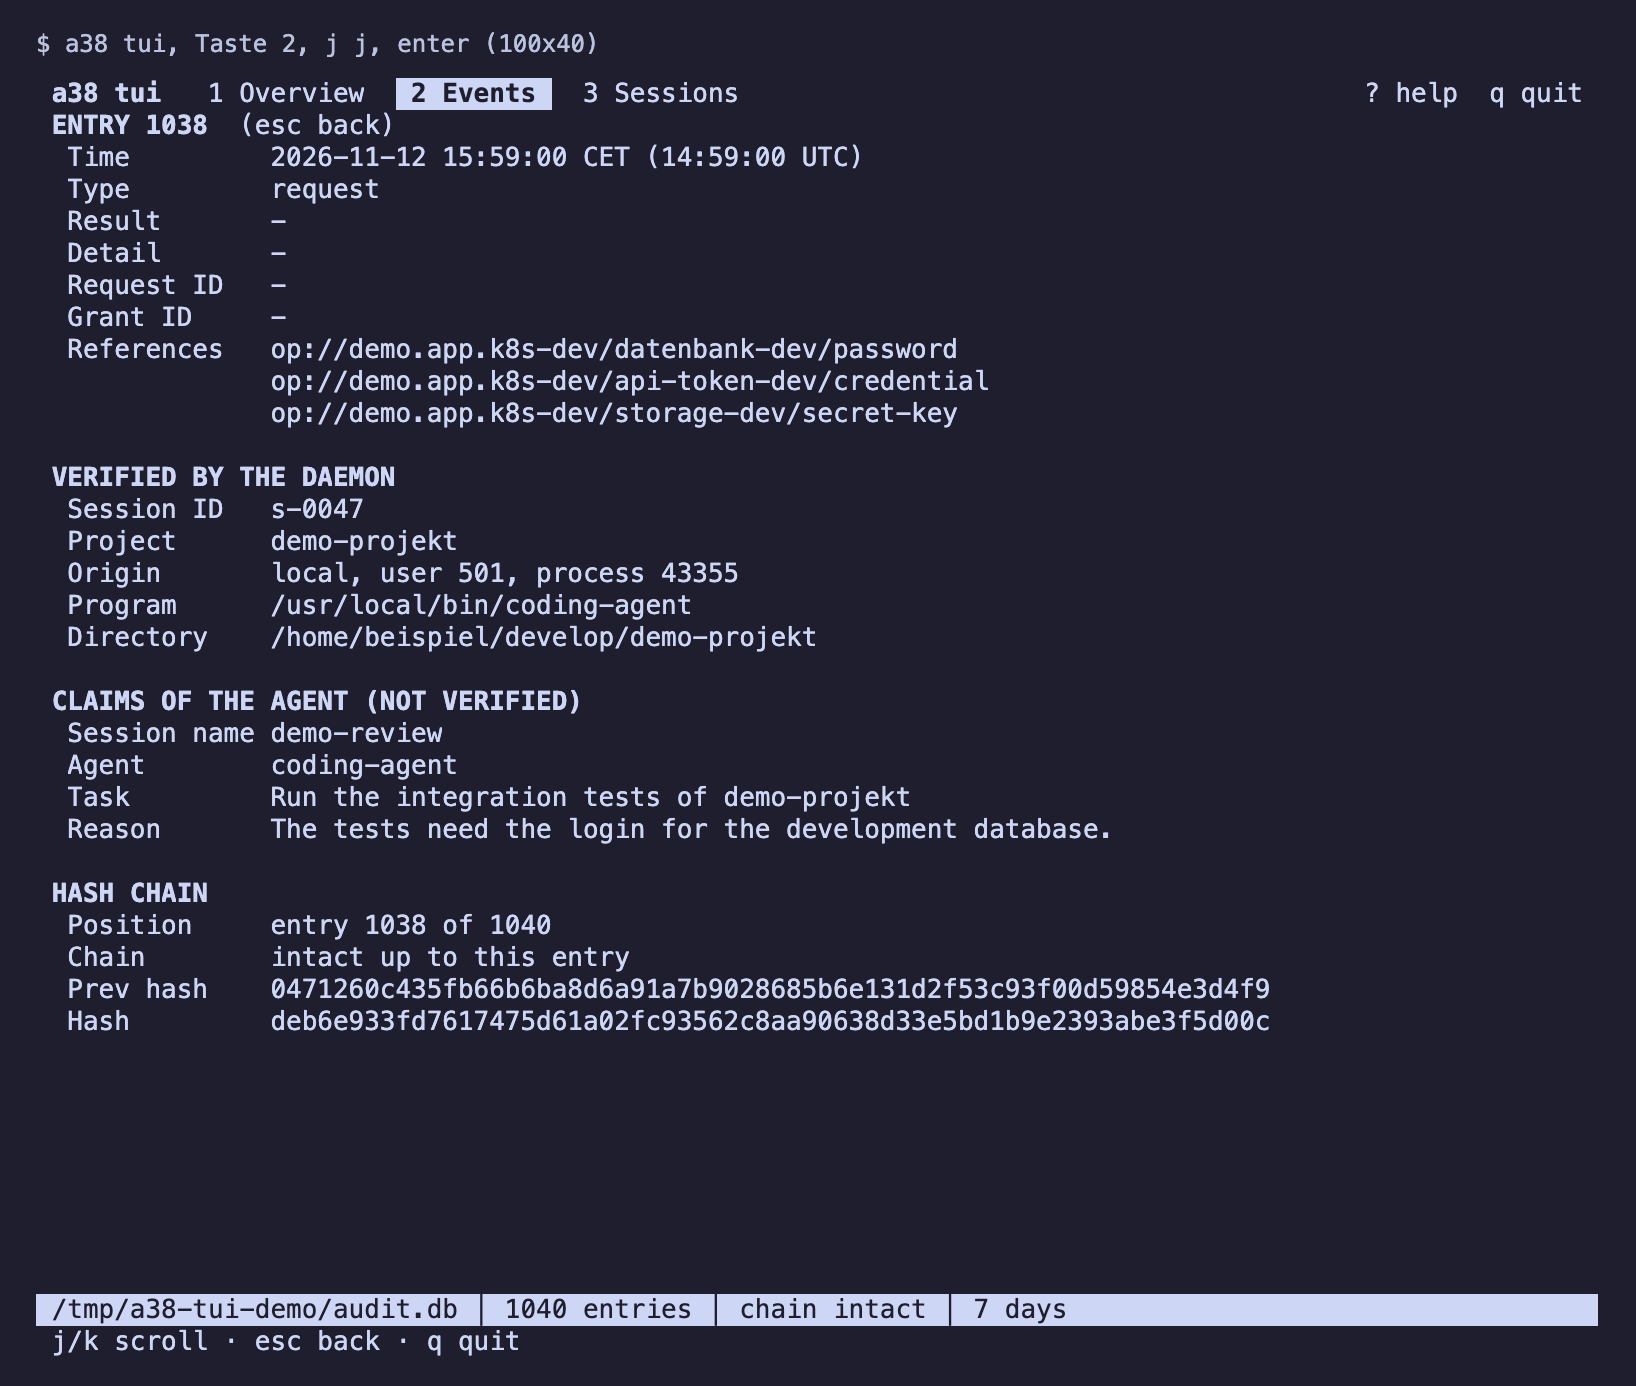 $ a38 tui, Taste 2, j j, enter (100x40)
a38 tui 1 Overview 2 Events 3 Sessions ? help q quit
ENTRY 1038 (esc back)
Time 2026-11-12 15:59:00 CET (14:59:00 UTC)
Type request
Result –
Detail –
Request ID –
Grant ID –
References op://demo.app.k8s-dev/datenbank-dev/password
op://demo.app.k8s-dev/api-token-dev/credential
op://demo.app.k8s-dev/storage-dev/secret-key
VERIFIED BY THE DAEMON
Session ID s-0047
Project demo-projekt
Origin local, user 501, process 43355
Program /usr/local/bin/coding-agent
Directory /home/beispiel/develop/demo-projekt
CLAIMS OF THE AGENT (NOT VERIFIED)
Session name demo-review
Agent coding-agent
Task Run the integration tests of demo-projekt
Reason The tests need the login for the development database.
HASH CHAIN
Position entry 1038 of 1040
Chain intact up to this entry
Prev hash 0471260c435fb66b6ba8d6a91a7b9028685b6e131d2f53c93f00d59854e3d4f9
Hash deb6e933fd7617475d61a02fc93562c8aa90638d33e5bd1b9e2393abe3f5d00c
/tmp/a38-tui-demo/audit.db │ 1040 entries │ chain intact │ 7 days
j/k scroll · esc back · q quit